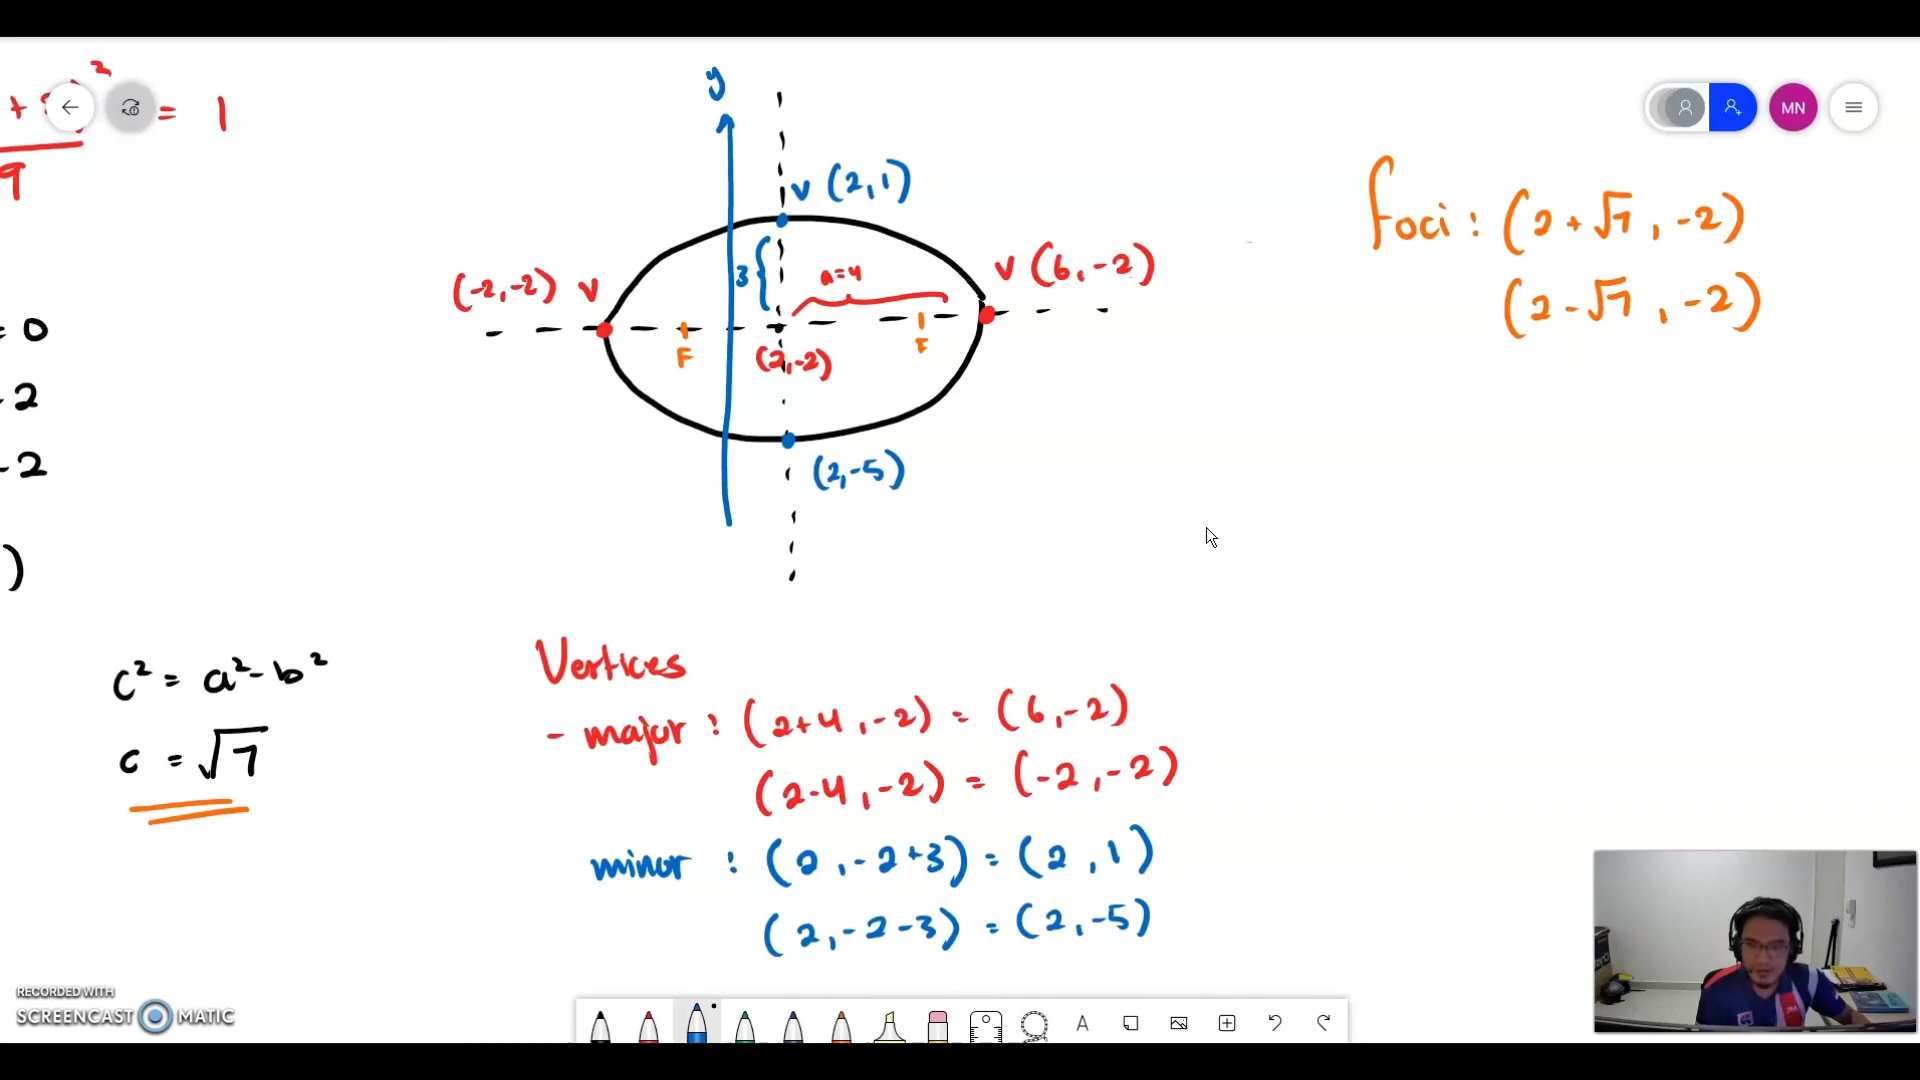 + 2
= 1
9
= 0
- 2
- 2
)
c² = a² - b²
c = √7
y
v (2, 1)
3
a = 4
(-2, -2) v
v (6, -2)
F
(2, -2)
F
(2, -5)
foci : (2 + √7, -2)
(2 - √7, -2)
Vertices
- major : (2+4, -2) = (6, -2)
(2-4, -2) = (-2, -2)
minor : (2, -2+3) = (2, 1)
(2, -2-3) = (2, -5)
MN
RECORDED WITH
SCREENCAST MATIC
A